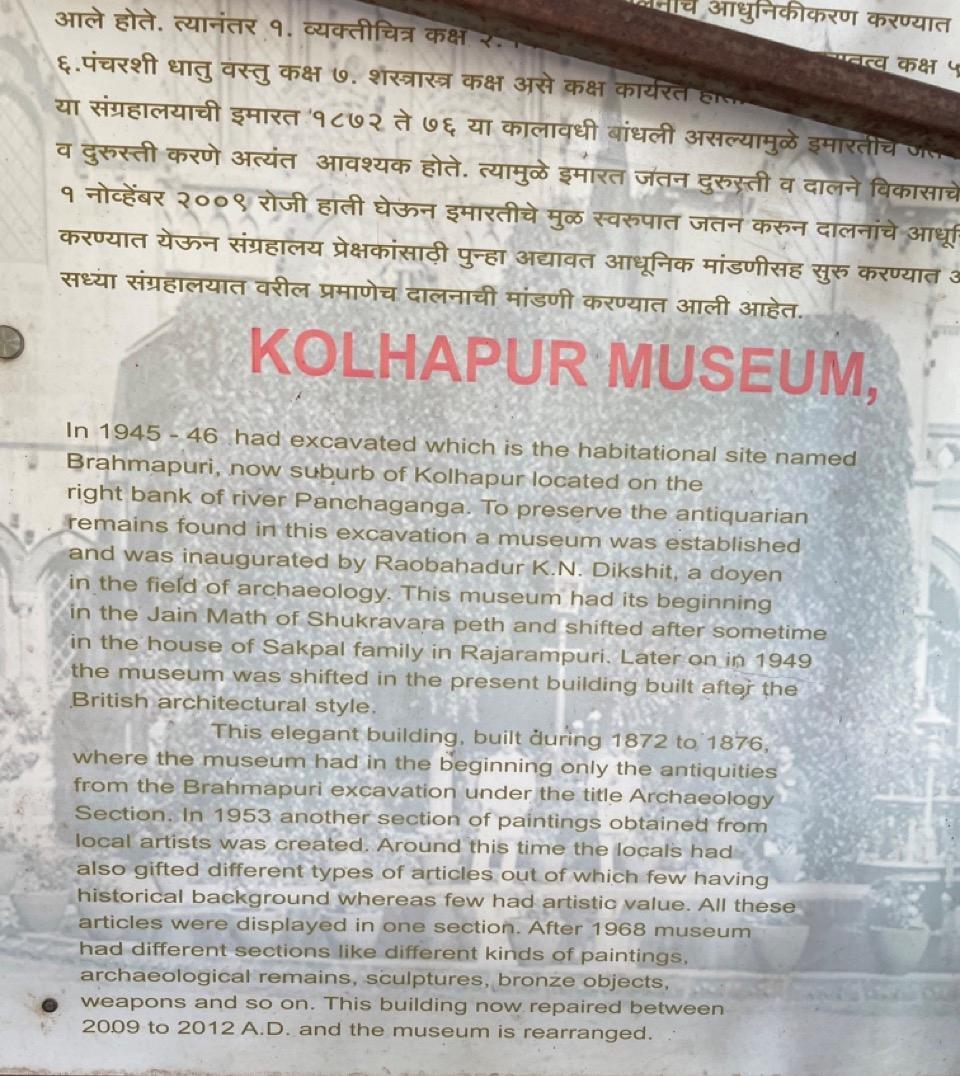 आधुनिकीकरण करण्यात
आले होते. त्यानंतर १. व्यक्तीचित्र कक्ष २.
कक्ष ५
६.पंचरशी धातु वस्तु कक्ष ७. शस्त्रास्त्र कक्ष असे कक्ष कार्यरत
या संग्रहालयाची इमारत १८७२ ते ७६ या कालावधी बांधली असल्यामुळे इमारतीचे
व दुरुस्ती करणे अत्यंत आवश्यक होते. त्यामुळे इमारत जतन दुरुस्ती व दालने विकासाचे
१ नोव्हेंबर २००९ रोजी हाती घेऊन इमारतीचे मुळ स्वरुपात जतन करुन दालनांचे
करण्यात येऊन संग्रहालय प्रेक्षकांसाठी पुन्हा अद्यावत आधूनिक मांडणीसह सुरु करण्यात
सध्या संग्रहालयात वरील प्रमाणेच दालनाची मांडणी करण्यात आली आहेत.
KOLHAPUR MUSEUM,
In 1945 - 46 had excavated which is the habitational site named
Brahmapuri, now suburb of Kolhapur located on the
right bank of river Panchaganga. To preserve the antiquarian
remains found in this excavation a museum was established
and was inaugurated by Raobahadur K.N. Dikshit, a doyen
in the field of archaeology. This museum had its beginning
in the Jain Math of Shukravara peth and shifted after sometime
in the house of Sakpal family in Rajarampuri. Later on in 1949
the museum was shifted in the present building built after the
British architectural style.
This elegant building, built during 1872 to 1876,
where the museum had in the beginning only the antiquities
from the Brahmapuri excavation under the title Archaeology
Section. In 1953 another section of paintings obtained from
local artists was created. Around this time the locals had
also gifted different types of articles out of which few having
historical background whereas few had artistic value. All these
articles were displayed in one section. After 1968 museum
had different sections like different kinds of paintings,
archaeological remains, sculptures, bronze objects,
weapons and so on. This building now repaired between
2009 to 2012 A.D. and the museum is rearranged.